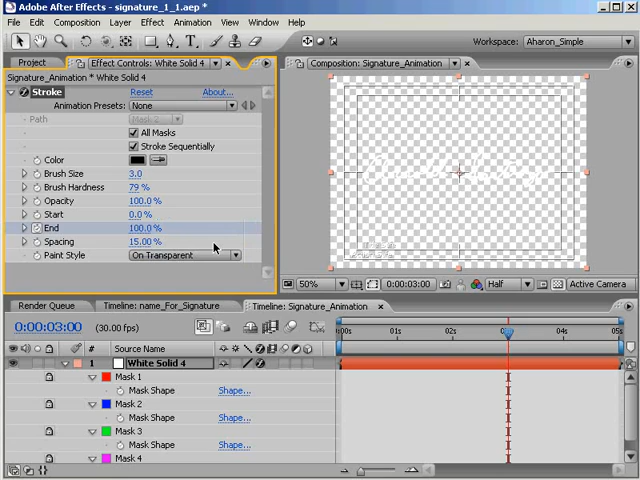 Adobe After Effects - signature_1_1.aep *
File Edit Composition Layer Effect Animation View Window Help
Workspace: Aharon_Simple
Project Effect Controls: White Solid 4
Composition: Signature_Animation
Signature_Animation * White Solid 4
Stroke Reset About...
Animation Presets: None
Path Mask 2
All Masks
Stroke Sequentially
Color
Brush Size 3.0
Brush Hardness 79 %
Opacity 100.0 %
Start 0.0 %
End 100.0 %
Spacing 15.00 %
Paint Style On Transparent
50% 0:00:03:00 Half Active Camera
Render Queue Timeline: name_For_Signature Timeline: Signature_Animation
0:00:03:00 (30.00 fps)
00s 01s 02s 04s 05s
# Source Name
1 White Solid 4
Mask 1
Mask Shape Shape...
Mask 2
Mask Shape Shape...
Mask 3
Mask Shape Shape...
Mask 4